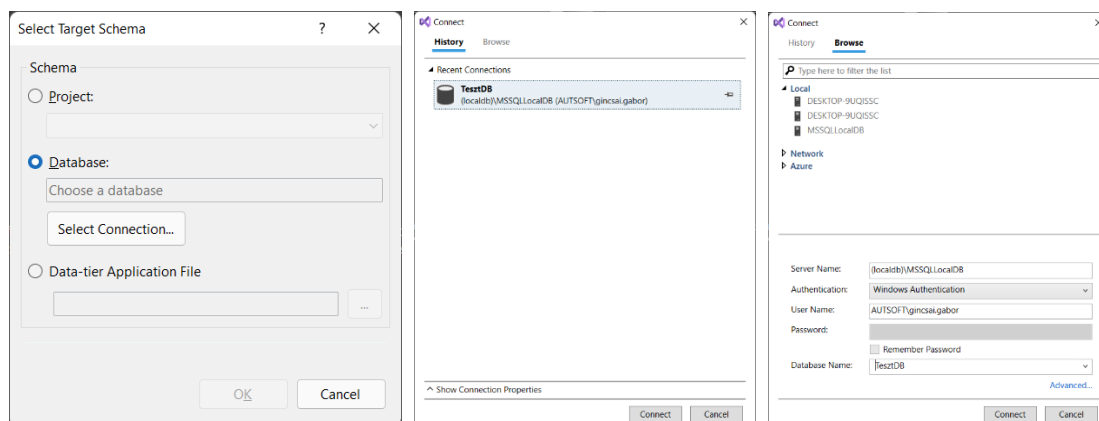 Select Target Schema
Schema
Project:
Database:
Choose a database
Select Connection...
Data-tier Application File
...
OK
Cancel
Connect
History Browse
Recent Connections
TesztDB
(localdb)\MSSQLLocalDB (AUTSOFT\gincsai.gabor)
Show Connection Properties
Connect Cancel
Connect
History Browse
Type here to filter the list
Local
DESKTOP-9UQISSC
DESKTOP-9UQISSC
MSSQLLocalDB
Network
Azure
Server Name: (localdb)\MSSQLLocalDB
Authentication: Windows Authentication
User Name: AUTSOFT\gincsai.gabor
Password:
Remember Password
Database Name: TesztDB
Advanced...
Connect Cancel